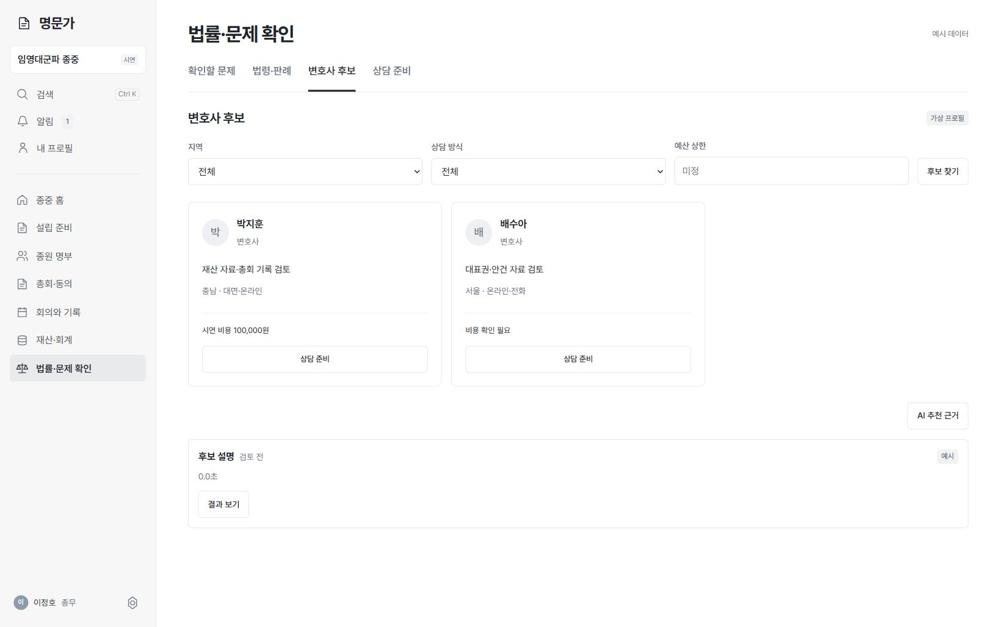 명문가
임영대군파 종중 시연
검색 Ctrl K
알림 1
내 프로필
종중 홈
설립 준비
종원 명부
총회·동의
회의와 기록
재산·회계
법률·문제 확인
이 이정호 총무
법률·문제 확인
예시 데이터
확인할 문제 법령·판례 변호사 후보 상담 준비
변호사 후보
가상 프로필
지역 상담 방식 예산 상한
전체 전체 미정 후보 찾기
박 박지훈
변호사
재산 자료·총회 기록 검토
충남 · 대면·온라인
시연 비용 100,000원
상담 준비
배 배수아
변호사
대표권·안건 자료 검토
서울 · 온라인·전화
비용 확인 필요
상담 준비
AI 추천 근거
후보 설명 검토 전
예시
0.0초
결과 보기